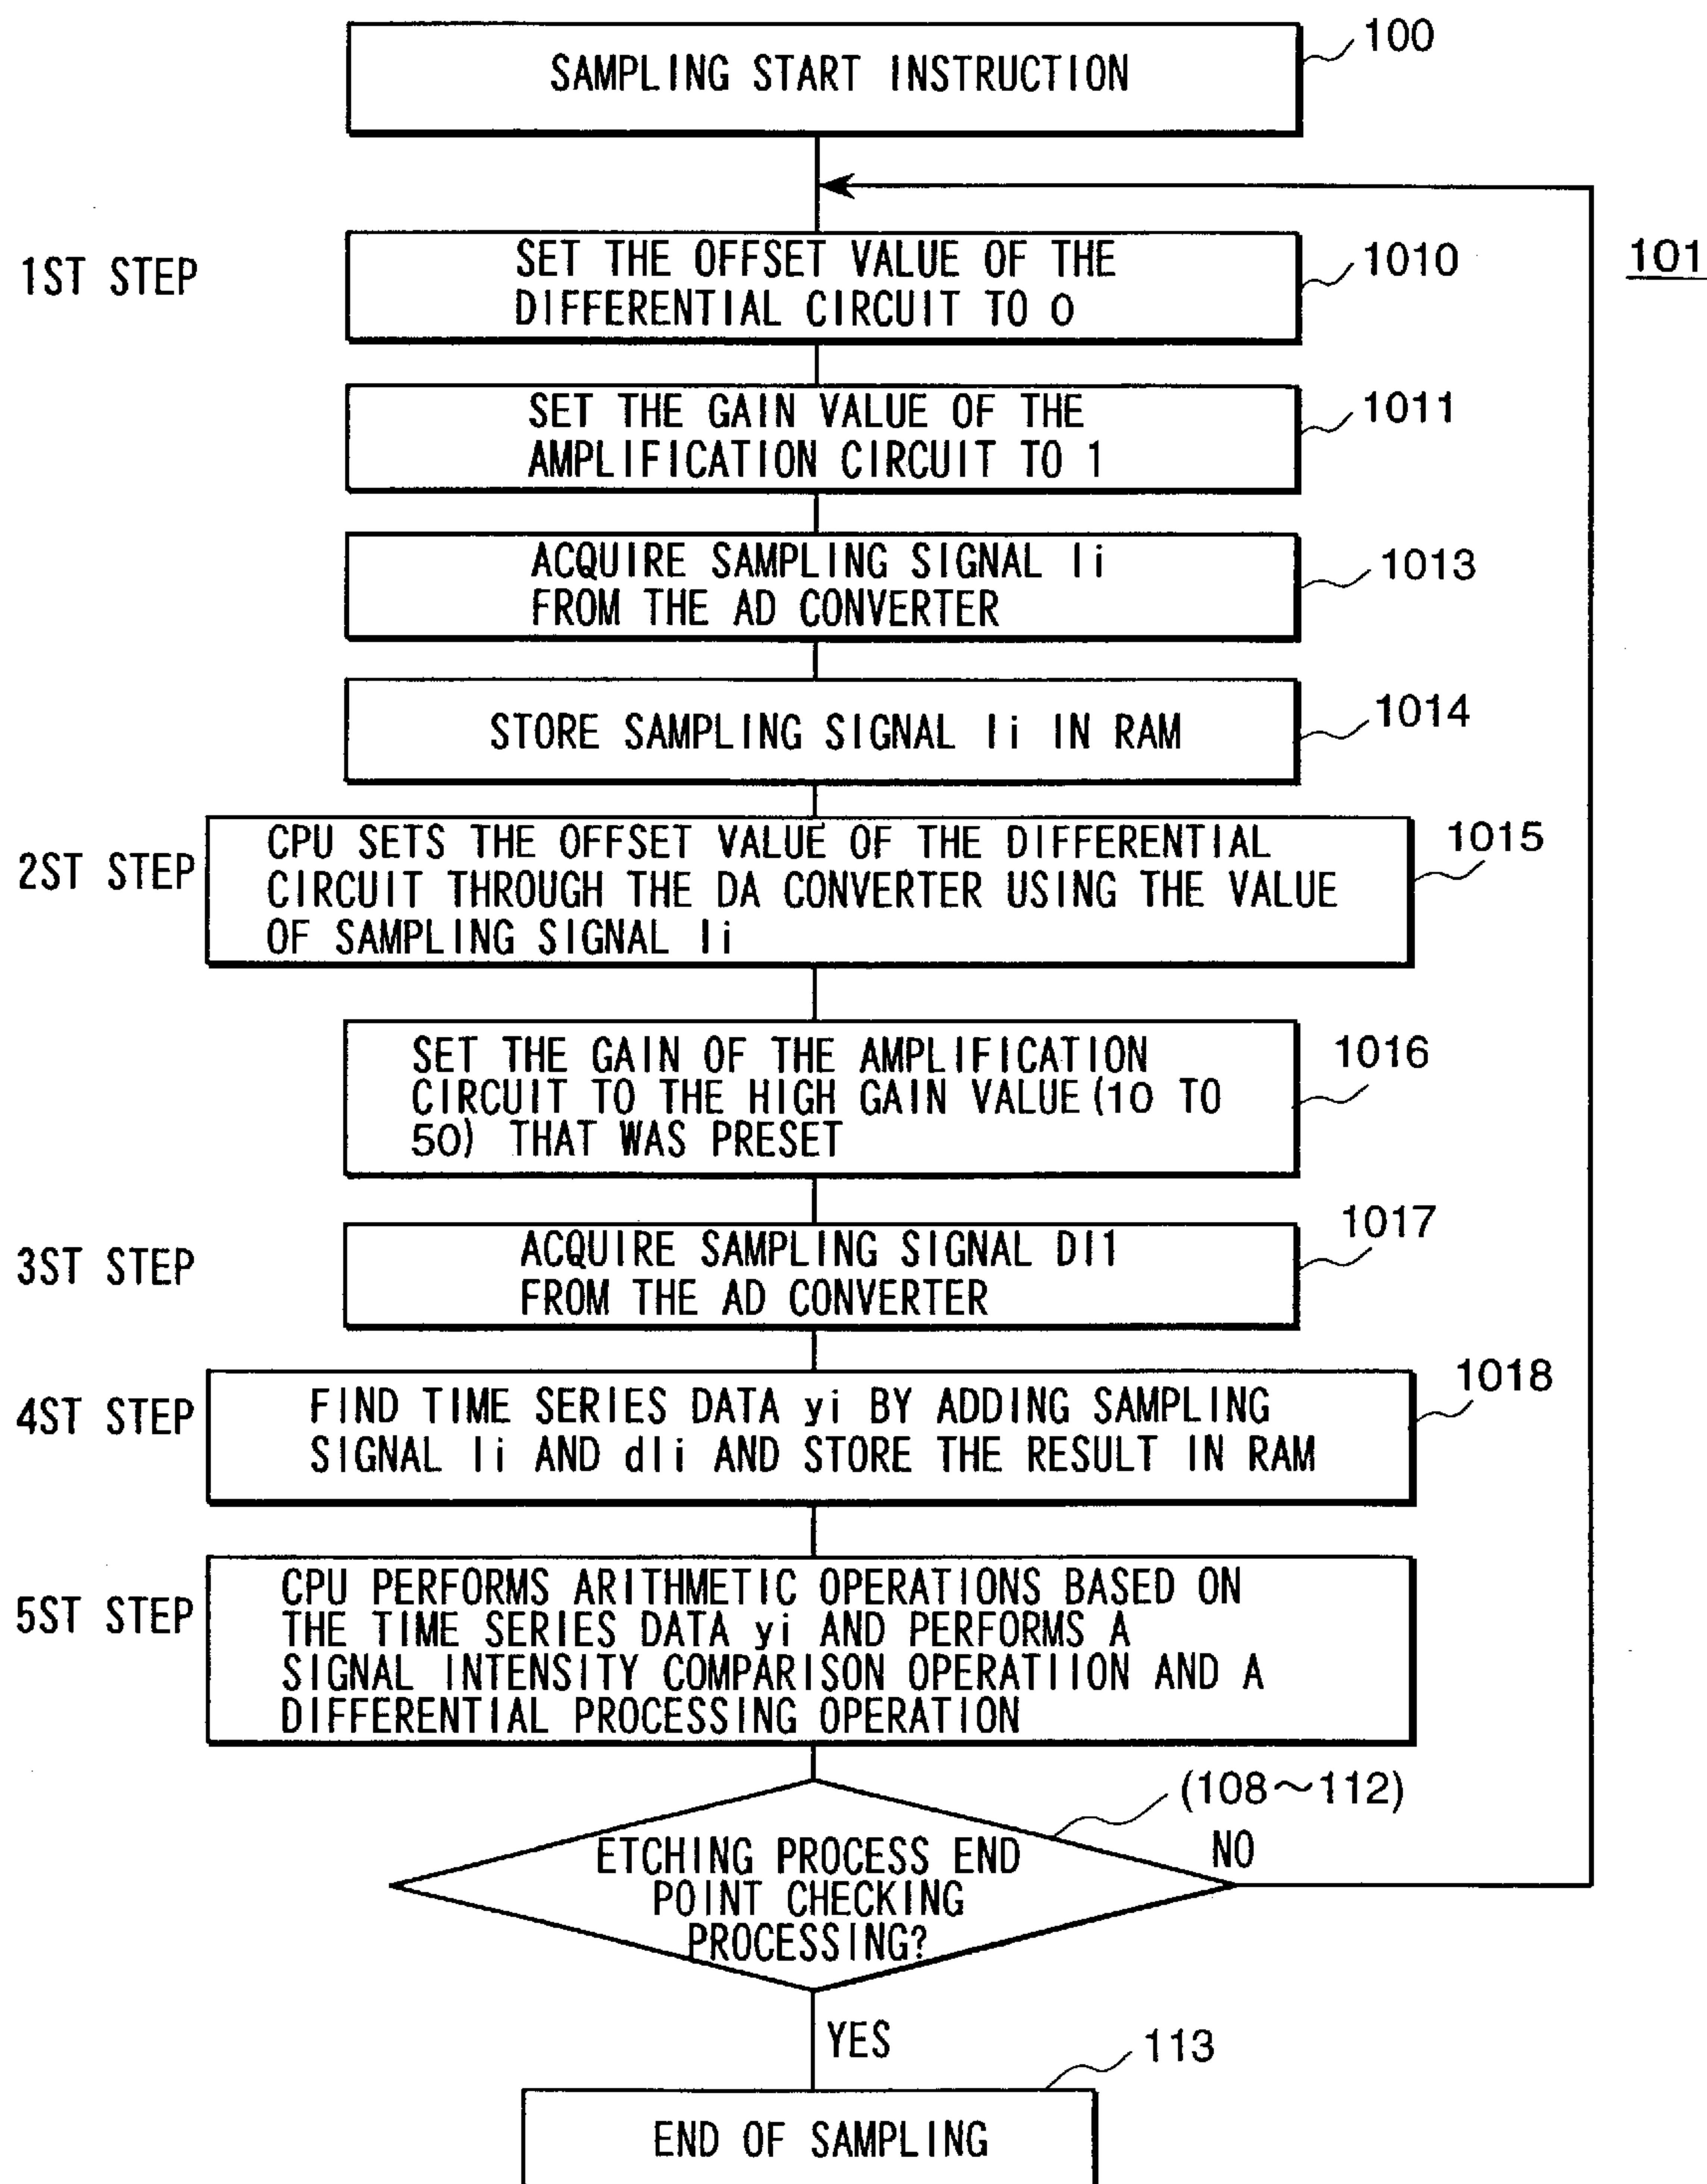 SAMPLING START INSTRUCTION
100
101
1ST STEP
SET THE OFFSET VALUE OF THE
DIFFERENTIAL CIRCUIT TO 0
1010
SET THE GAIN VALUE OF THE
AMPLIFICATION CIRCUIT TO 1
1011
ACQUIRE SAMPLING SIGNAL Ii
FROM THE AD CONVERTER
1013
STORE SAMPLING SIGNAL Ii IN RAM
1014
2ST STEP
CPU SETS THE OFFSET VALUE OF THE DIFFERENTIAL
CIRCUIT THROUGH THE DA CONVERTER USING THE VALUE
OF SAMPLING SIGNAL Ii
1015
SET THE GAIN OF THE AMPLIFICATION
CIRCUIT TO THE HIGH GAIN VALUE (10 TO
50) THAT WAS PRESET
1016
3ST STEP
ACQUIRE SAMPLING SIGNAL DI1
FROM THE AD CONVERTER
1017
4ST STEP
FIND TIME SERIES DATA yi BY ADDING SAMPLING
SIGNAL Ii AND dIi AND STORE THE RESULT IN RAM
1018
5ST STEP
CPU PERFORMS ARITHMETIC OPERATIONS BASED ON
THE TIME SERIES DATA yi AND PERFORMS A
SIGNAL INTENSITY COMPARISON OPERATIION AND A
DIFFERENTIAL PROCESSING OPERATION
(108~112)
ETCHING PROCESS END
POINT CHECKING
PROCESSING?
NO
YES
113
END OF SAMPLING